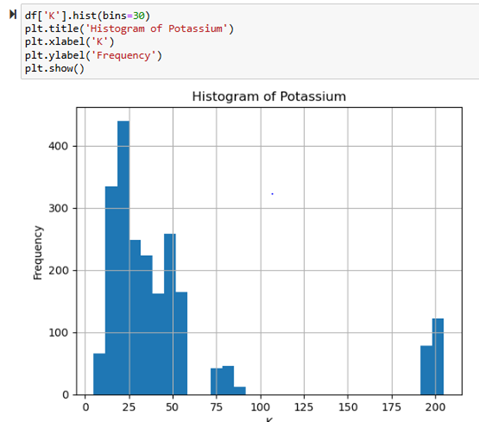 df['K'].hist(bins=30)
plt.title('Histogram of Potassium')
plt.xlabel('K')
plt.ylabel('Frequency')
plt.show()
Histogram of Potassium
400
300
200
100
0
Frequency
0 25 50 75 100 125 150 175 200
K